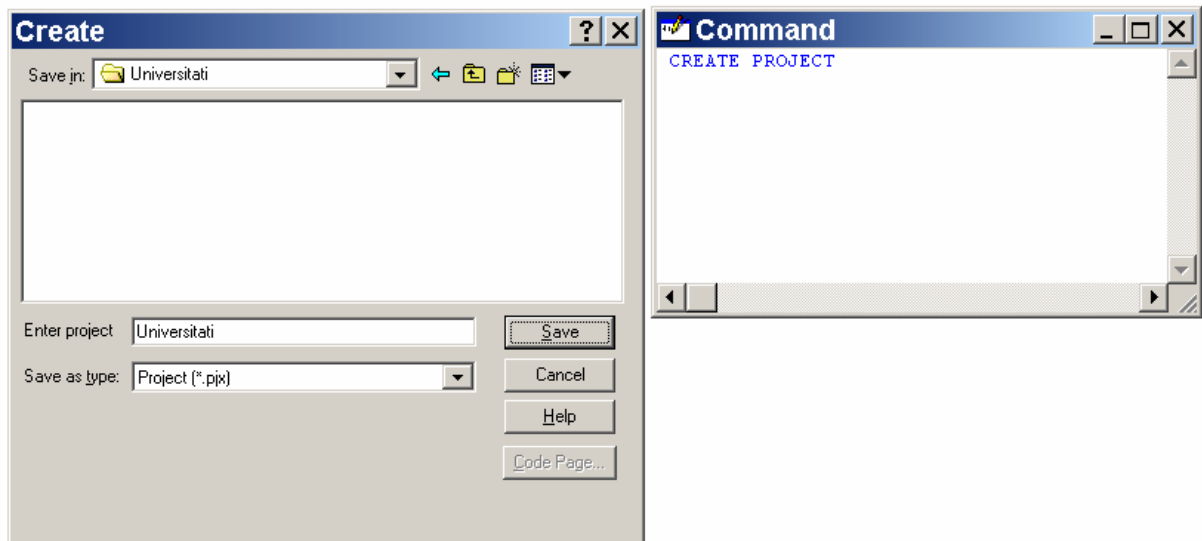 Create
Save in: Universitati
Enter project Universitati
Save
Save as type: Project (*.pjx)
Cancel
Help
Code Page...
Command
CREATE PROJECT